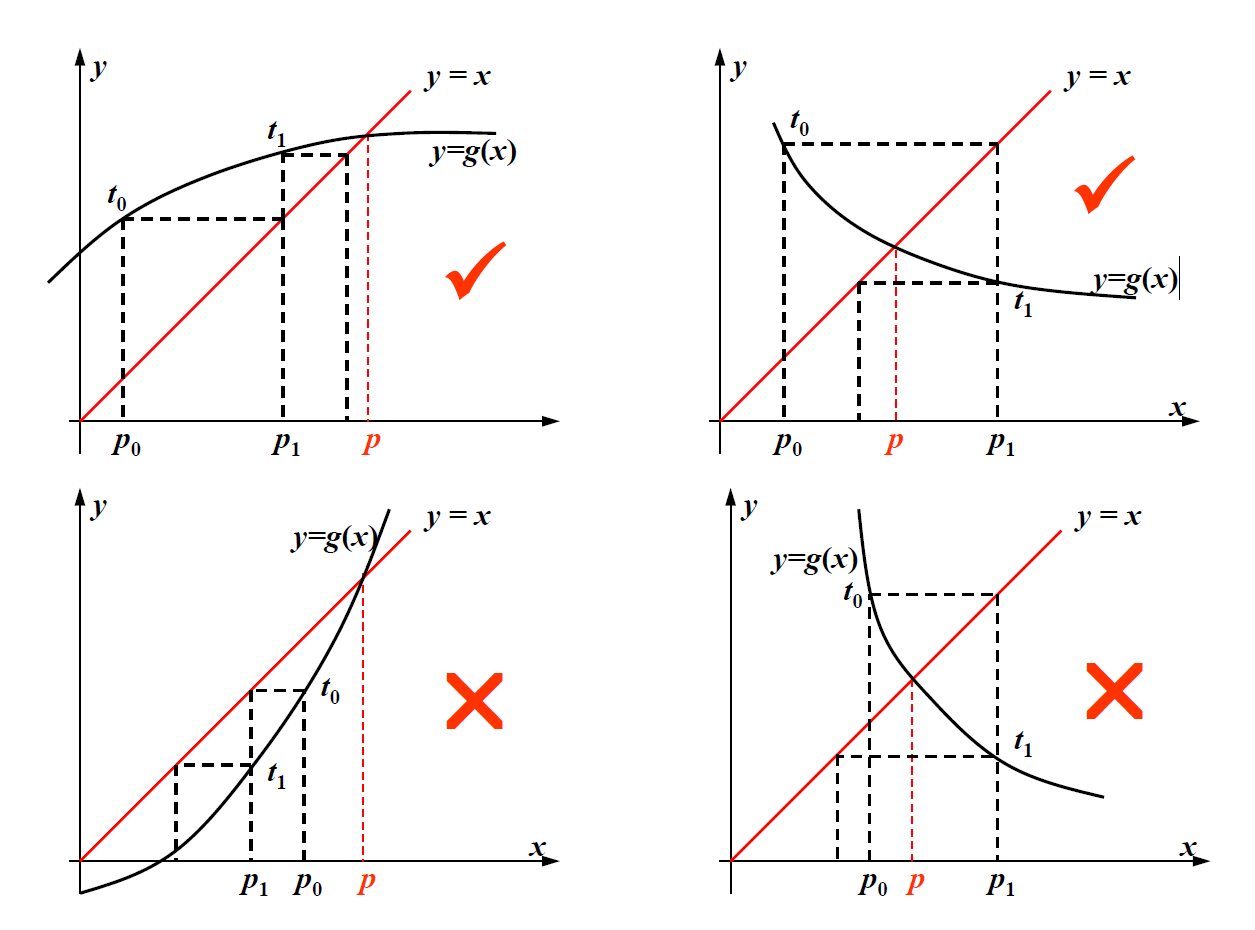 y
y = x
t₁
y=g(x)
t₀
p₀
p₁
p
y
y = x
t₀
y=g(x)
t₁
x
p₀
p
p₁
y
y = x
y=g(x)
t₀
t₁
x
p₁
p₀
p
y
y = x
y=g(x)
t₀
t₁
x
p₀
p
p₁